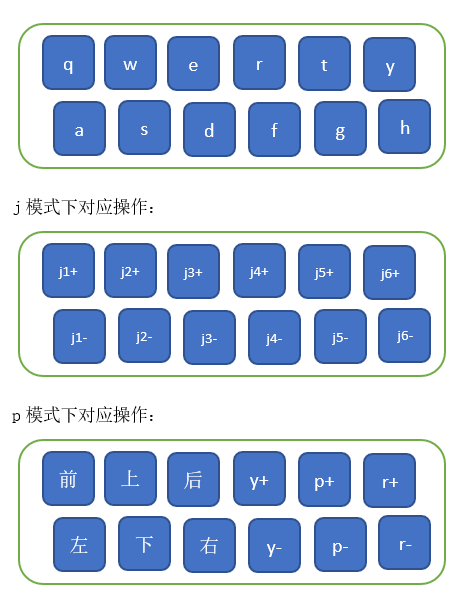 q w e r t y
a s d f g h
j 模式下对应操作：
j1+ j2+ j3+ j4+ j5+ j6+
j1- j2- j3- j4- j5- j6-
p 模式下对应操作：
前 上 后 y+ p+ r+
左 下 右 y- p- r-